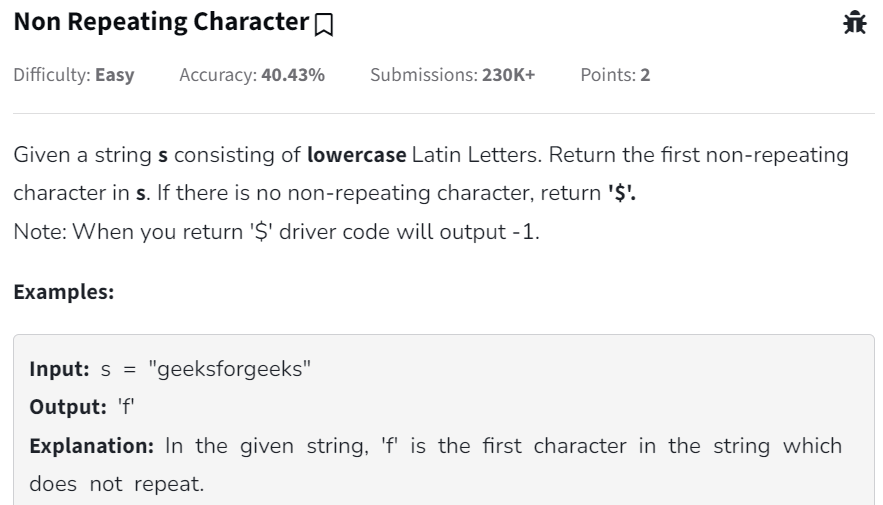 Non Repeating Character
Difficulty: Easy Accuracy: 40.43% Submissions: 230K+ Points: 2
Given a string s consisting of lowercase Latin Letters. Return the first non-repeating
character in s. If there is no non-repeating character, return '$'.
Note: When you return '$' driver code will output -1.
Examples:
Input: s = "geeksforgeeks"
Output: 'f'
Explanation: In the given string, 'f' is the first character in the string which
does not repeat.